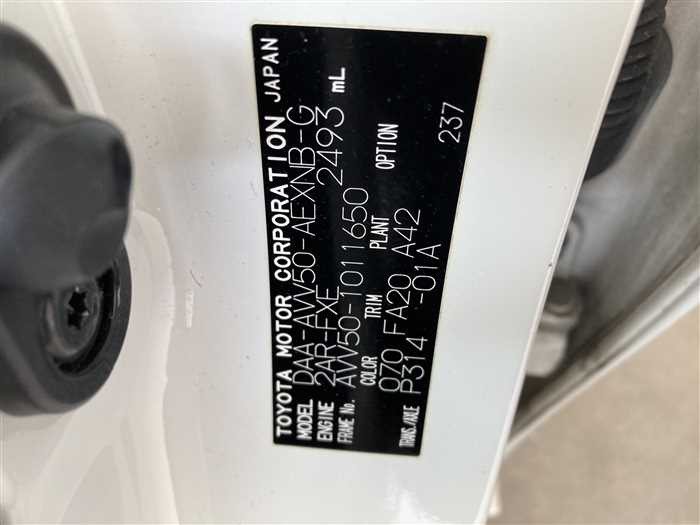 TOYOTA MOTOR CORPORATION JAPAN
MODEL DAA-AVV50-AEXNB-G
ENGINE 2AR-FXE 2493 mL
FRAME No. AVV50-1011650
COLOR TRIM PLANT OPTION
070 FA20 A42 237
TRANS./AXLE P314 -01A